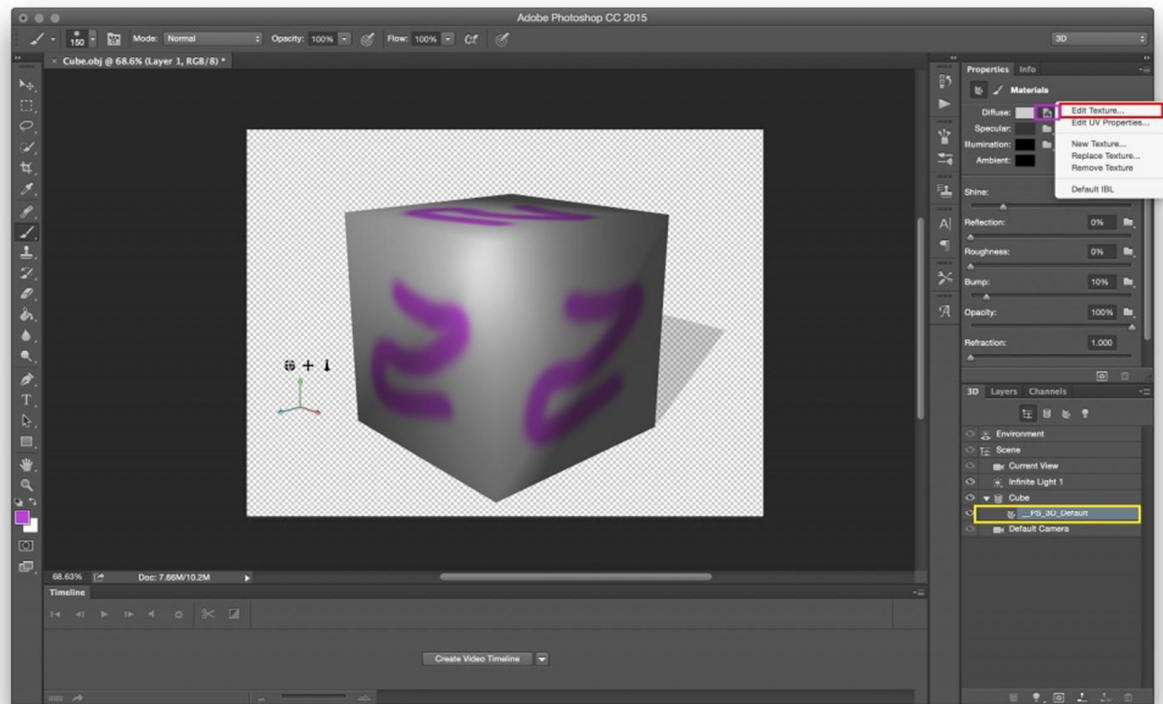 Adobe Photoshop CC 2015
150 Mode: Normal Opacity: 100% Flow: 100% 3D
× Cube.obj @ 68.6% (Layer 1, RGB/8) *
Properties Info
Materials
Diffuse:
Edit Texture...
Edit UV Properties...
New Texture...
Replace Texture...
Remove Texture
Default IBL
Specular:
Illumination:
Ambient:
Shine:
Reflection: 0%
Roughness: 0%
Bump: 10%
Opacity: 100%
Refraction: 1.000
3D Layers Channels
Environment
Scene
Current View
Infinite Light 1
Cube
__PS_3D_Default
Default Camera
68.63% Doc: 7.66M/10.2M
Timeline
Create Video Timeline